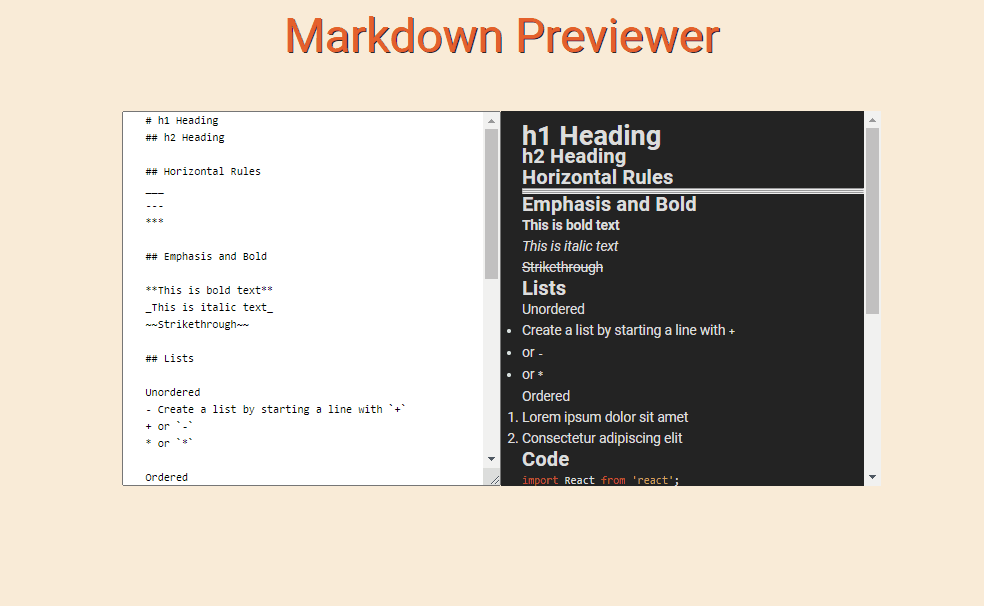 Markdown Previewer
# h1 Heading
## h2 Heading
## Horizontal Rules
___
---
***
## Emphasis and Bold
**This is bold text**
_This is italic text_
~~Strikethrough~~
## Lists
Unordered
- Create a list by starting a line with `+`
+ or `-`
* or `*`
Ordered
h1 Heading
h2 Heading
Horizontal Rules
Emphasis and Bold
This is bold text
This is italic text
Strikethrough
Lists
Unordered
• Create a list by starting a line with +
• or -
• or *
Ordered
1. Lorem ipsum dolor sit amet
2. Consectetur adipiscing elit
Code
import React from 'react';